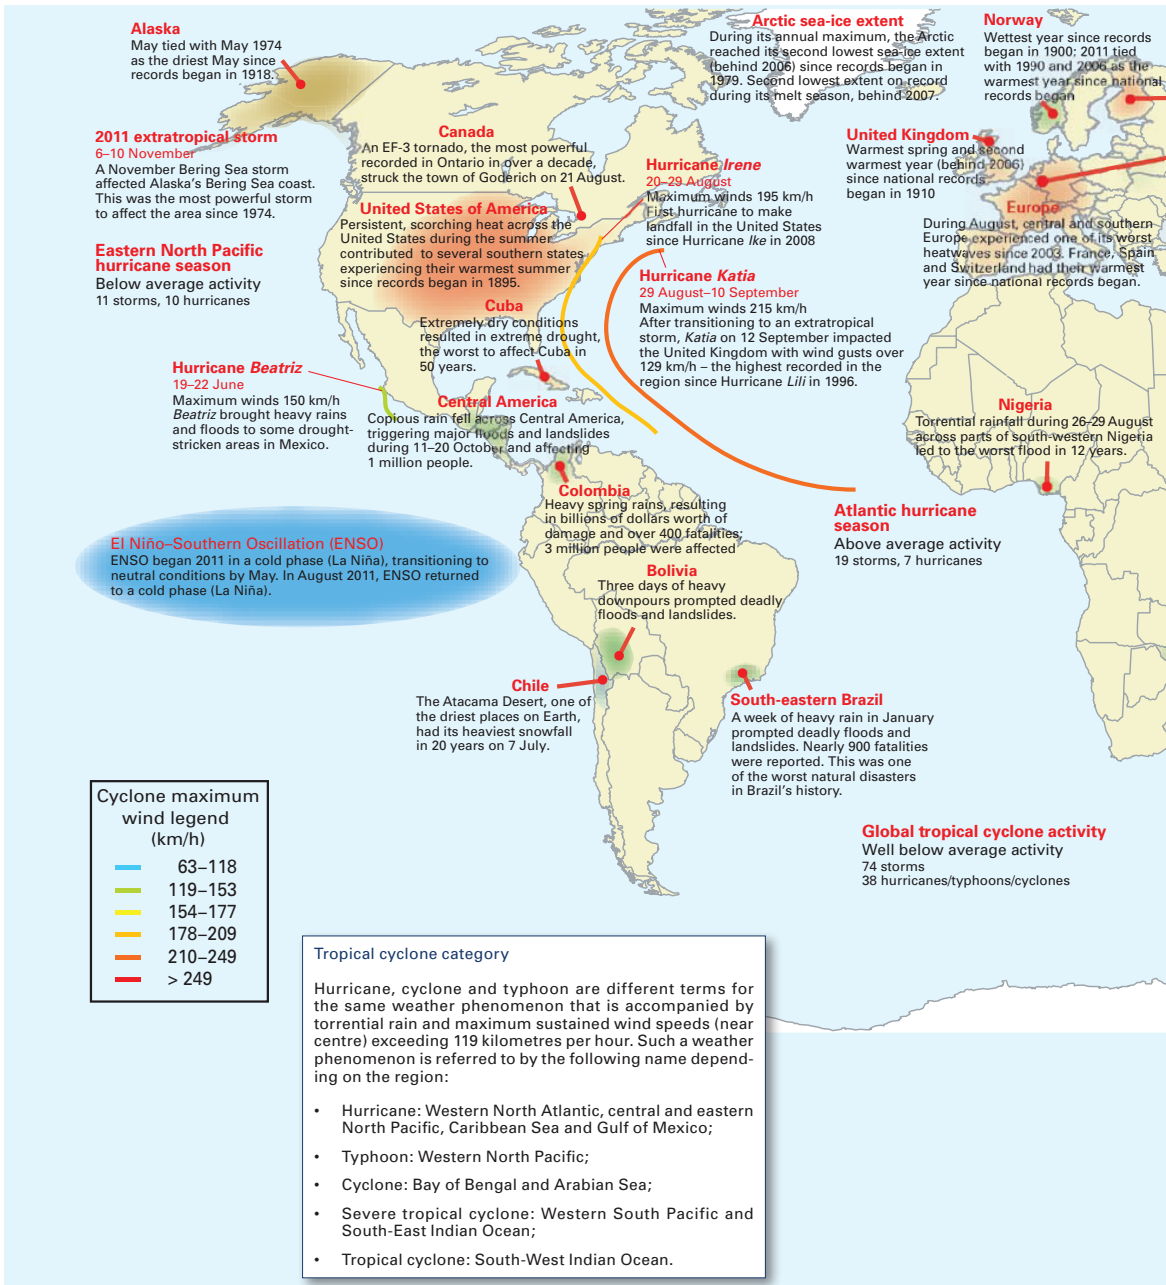 Alaska
May tied with May 1974
as the driest May since
records began in 1918.
Arctic sea-ice extent
During its annual maximum, the Arctic
reached its second lowest sea-ice extent
(behind 2006) since records began in
1979. Second lowest extent on record
during its melt season, behind 2007.
Norway
Wettest year since records
began in 1900; 2011 tied
with 1990 and 2006 as the
warmest year since national
records began
2011 extratropical storm
6–10 November
A November Bering Sea storm
affected Alaska's Bering Sea coast.
This was the most powerful storm
to affect the area since 1974.
Canada
An EF-3 tornado, the most powerful
recorded in Ontario in over a decade,
struck the town of Goderich on 21 August.
United Kingdom
Warmest spring and second
warmest year (behind 2006)
since national records
began in 1910
Hurricane Irene
20–29 August
Maximum winds 195 km/h
First hurricane to make
landfall in the United States
since Hurricane Ike in 2008
United States of America
Persistent, scorching heat across the
United States during the summer
contributed to several southern states
experiencing their warmest summer
since records began in 1895.
Europe
During August, central and southern
Europe experienced one of its worst
heatwaves since 2003. France, Spain
and Switzerland had their warmest
year since national records began.
Eastern North Pacific
hurricane season
Below average activity
11 storms, 10 hurricanes
Hurricane Katia
29 August–10 September
Maximum winds 215 km/h
After transitioning to an extratropical
storm, Katia on 12 September impacted
the United Kingdom with wind gusts over
129 km/h – the highest recorded in the
region since Hurricane Lili in 1996.
Cuba
Extremely dry conditions
resulted in extreme drought,
the worst to affect Cuba in
50 years.
Hurricane Beatriz
19–22 June
Maximum winds 150 km/h
Beatriz brought heavy rains
and floods to some drought-
stricken areas in Mexico.
Central America
Copious rain fell across Central America,
triggering major floods and landslides
during 11–20 October and affecting
1 million people.
Nigeria
Torrential rainfall during 26–29 August
across parts of south-western Nigeria
led to the worst flood in 12 years.
Colombia
Heavy spring rains, resulting
in billions of dollars worth of
damage and over 400 fatalities;
3 million people were affected
Atlantic hurricane
season
Above average activity
19 storms, 7 hurricanes
El Niño–Southern Oscillation (ENSO)
ENSO began 2011 in a cold phase (La Niña), transitioning to
neutral conditions by May. In August 2011, ENSO returned
to a cold phase (La Niña).
Bolivia
Three days of heavy
downpours prompted deadly
floods and landslides.
Chile
The Atacama Desert, one of
the driest places on Earth,
had its heaviest snowfall
in 20 years on 7 July.
South-eastern Brazil
A week of heavy rain in January
prompted deadly floods and
landslides. Nearly 900 fatalities
were reported. This was one
of the worst natural disasters
in Brazil's history.
Cyclone maximum
wind legend
(km/h)
63–118
119–153
154–177
178–209
210–249
> 249
Global tropical cyclone activity
Well below average activity
74 storms
38 hurricanes/typhoons/cyclones
Tropical cyclone category
Hurricane, cyclone and typhoon are different terms for
the same weather phenomenon that is accompanied by
torrential rain and maximum sustained wind speeds (near
centre) exceeding 119 kilometres per hour. Such a weather
phenomenon is referred to by the following name depend-
ing on the region:
• Hurricane: Western North Atlantic, central and eastern
North Pacific, Caribbean Sea and Gulf of Mexico;
• Typhoon: Western North Pacific;
• Cyclone: Bay of Bengal and Arabian Sea;
• Severe tropical cyclone: Western South Pacific and
South-East Indian Ocean;
• Tropical cyclone: South-West Indian Ocean.